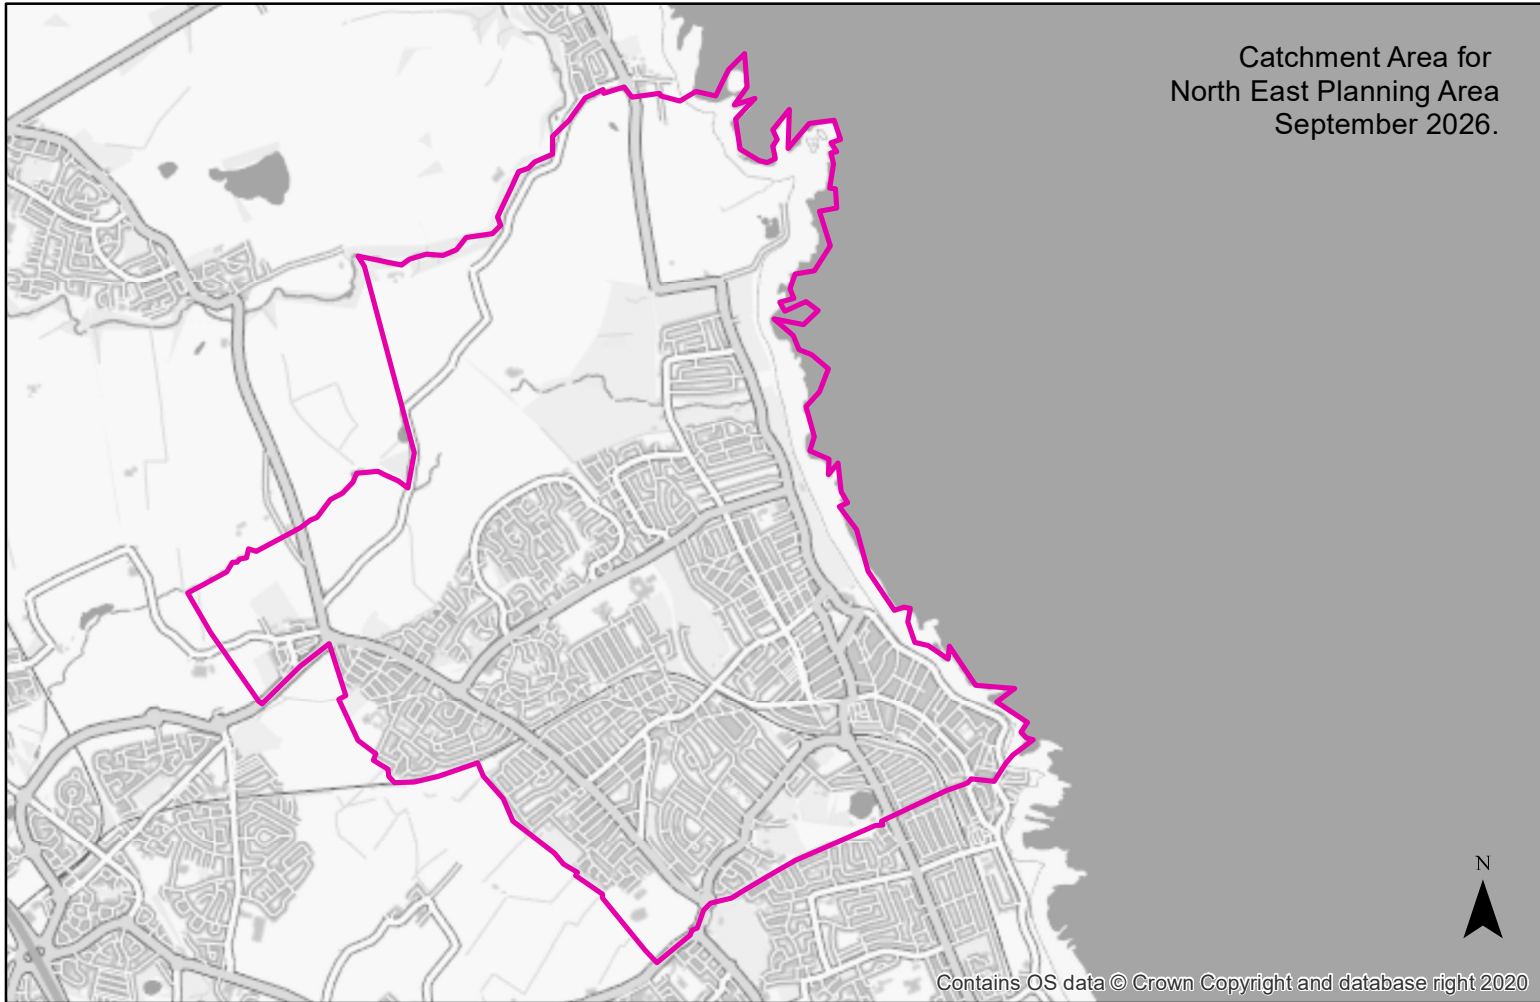 Catchment Area for
North East Planning Area
September 2026.
N
Contains OS data © Crown Copyright and database right 2020